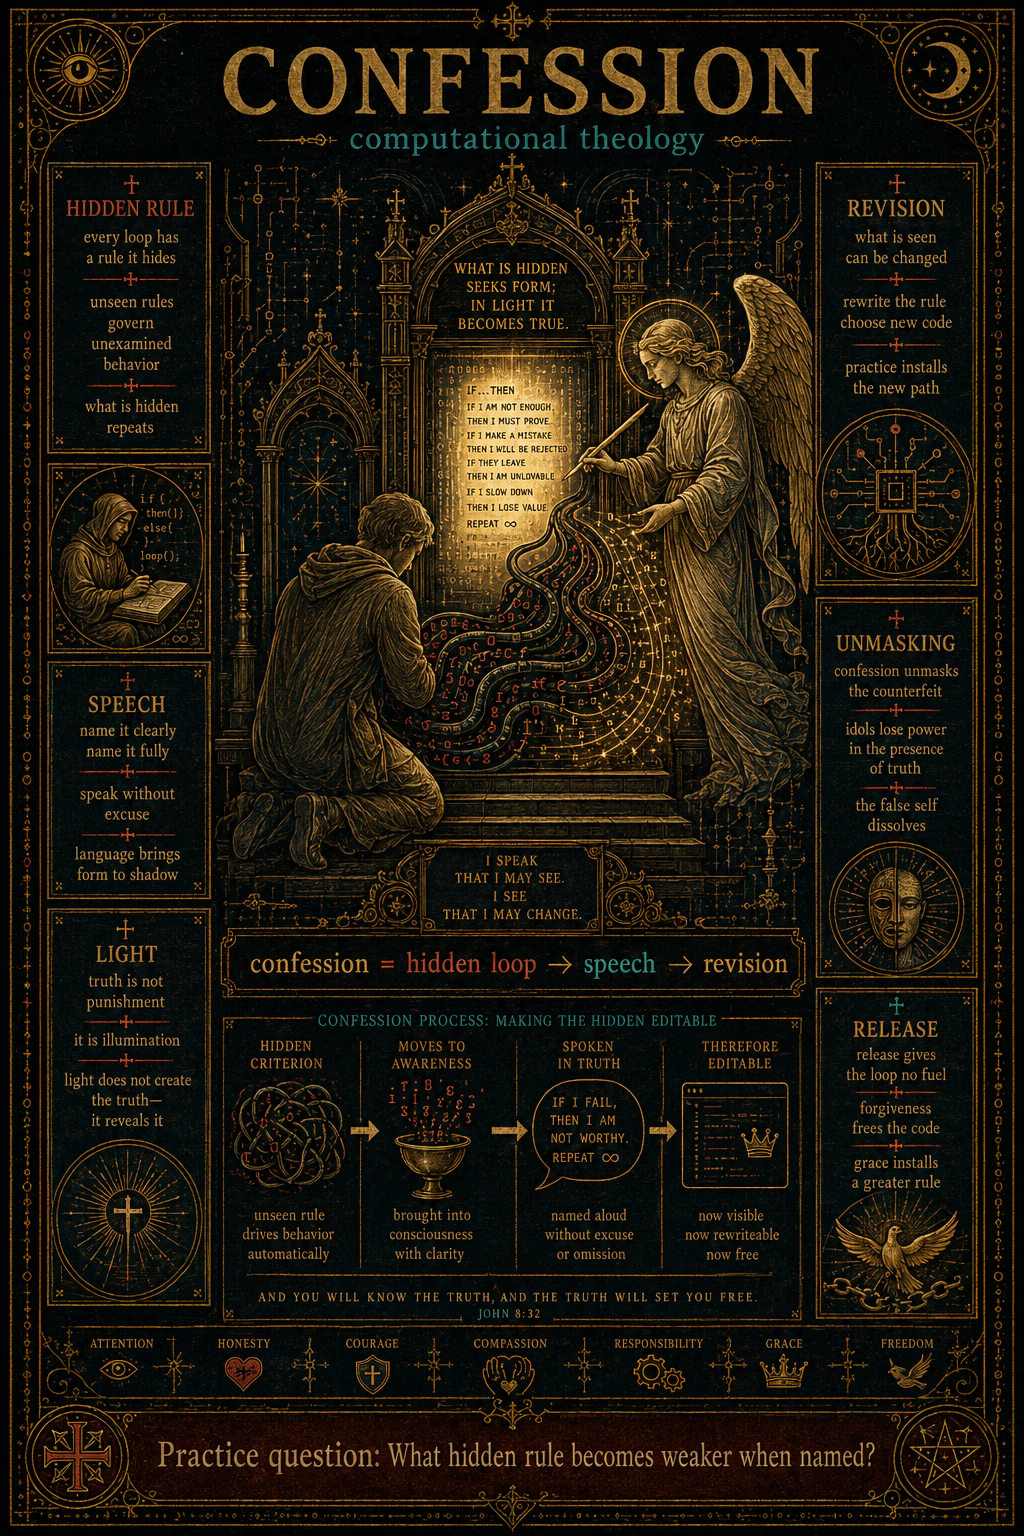 CONFESSION
computational theology
HIDDEN RULE
every loop has
a rule it hides
unseen rules
govern
unexamined
behavior
what is hidden
repeats
if {
then()}
else{
}
loop();
SPEECH
name it clearly
name it fully
speak without
excuse
language brings
form to shadow
LIGHT
truth is not
punishment
it is illumination
light does not create
the truth—
it reveals it
WHAT IS HIDDEN
SEEKS FORM;
IN LIGHT IT
BECOMES TRUE.
IF...THEN
IF I AM NOT ENOUGH,
THEN I MUST PROVE.
IF I MAKE A MISTAKE
THEN I WILL BE REJECTED
IF THEY LEAVE
THEN I AM UNLOVABLE
IF I SLOW DOWN
THEN I LOSE VALUE
REPEAT ∞
I SPEAK
THAT I MAY SEE.
I SEE
THAT I MAY CHANGE.
confession = hidden loop → speech → revision
CONFESSION PROCESS: MAKING THE HIDDEN EDITABLE
HIDDEN
CRITERION
unseen rule
drives behavior
automatically
MOVES TO
AWARENESS
brought into
consciousness
with clarity
SPOKEN
IN TRUTH
IF I FAIL,
THEN I AM
NOT WORTHY.
REPEAT ∞
named aloud
without excuse
or omission
THEREFORE
EDITABLE
now visible
now rewriteable
now free
AND YOU WILL KNOW THE TRUTH, AND THE TRUTH WILL SET YOU FREE.
JOHN 8:32
REVISION
what is seen
can be changed
rewrite the rule
choose new code
practice installs
the new path
UNMASKING
confession unmasks
the counterfeit
idols lose power
in the presence
of truth
the false self
dissolves
RELEASE
release gives
the loop no fuel
forgiveness
frees the code
grace installs
a greater rule
ATTENTION
HONESTY
COURAGE
COMPASSION
RESPONSIBILITY
GRACE
FREEDOM
Practice question: What hidden rule becomes weaker when named?